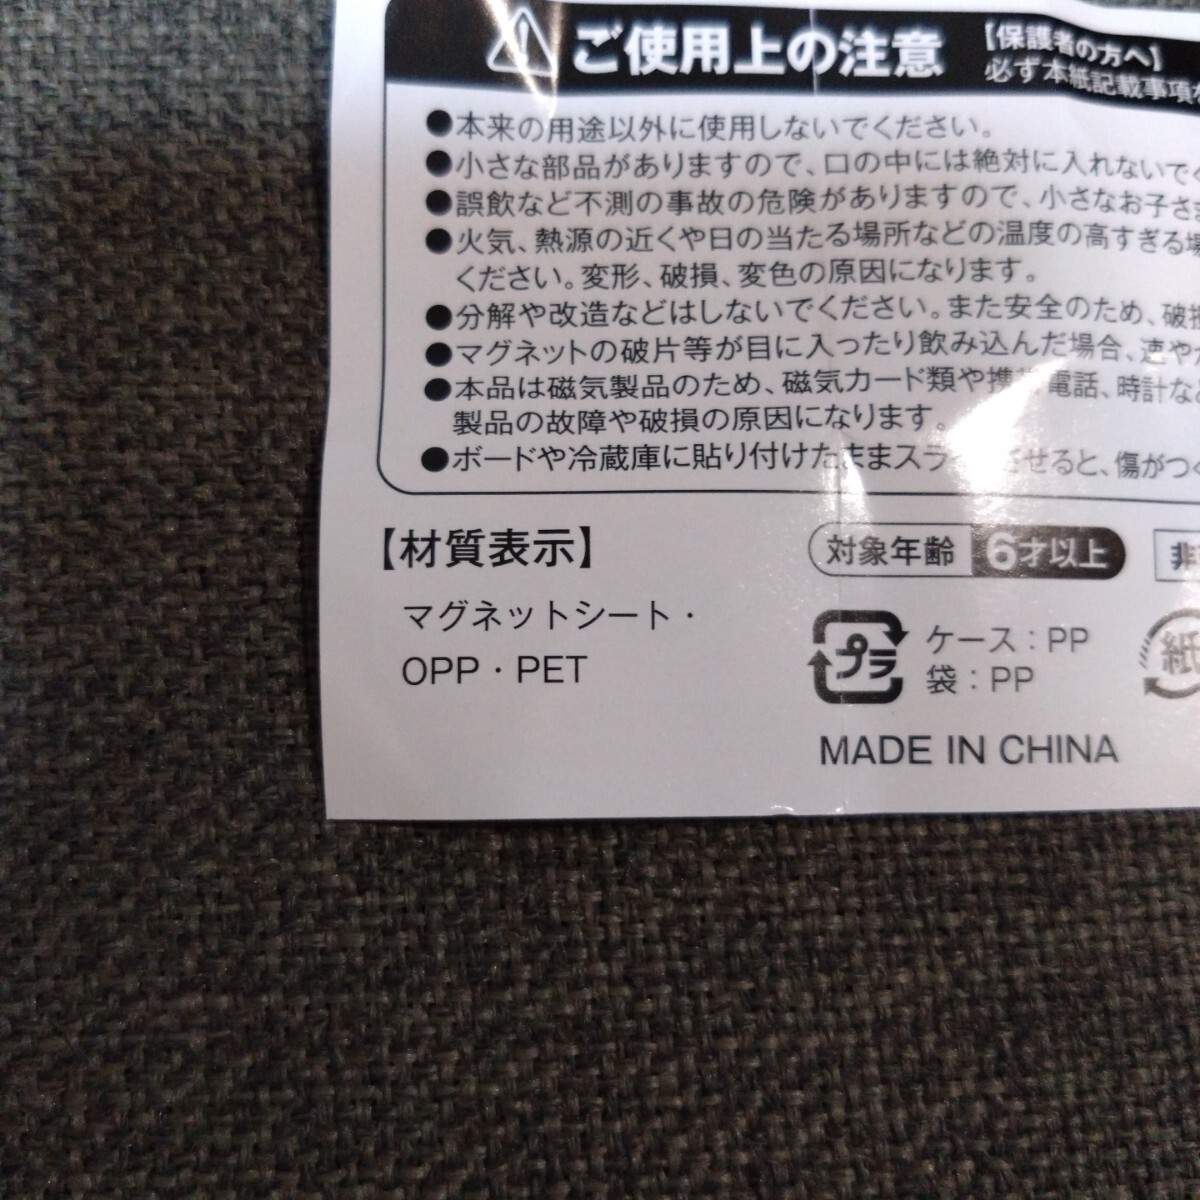 ご使用上の注意
【保護者の方へ】
必ず本紙記載事項
●本来の用途以外に使用しないでください。
●小さな部品がありますので、口の中には絶対に入れないでく
●誤飲など不測の事故の危険がありますので、小さなお子さ
●火気、熱源の近くや日の当たる場所などの温度の高すぎる場
ください。変形、破損、変色の原因になります。
●分解や改造などはしないでください。また安全のため、破損
●マグネットの破片等が目に入ったり飲み込んだ場合、速や
●本品は磁気製品のため、磁気カード類や携帯電話、時計な
製品の故障や破損の原因になります。
●ボードや冷蔵庫に貼り付けたままスラ させると、傷がつ
【材質表示】
マグネットシート・
OPP・PET
対象年齢 6才以上
非
プラ
ケース：PP
袋：PP
紙
MADE IN CHINA